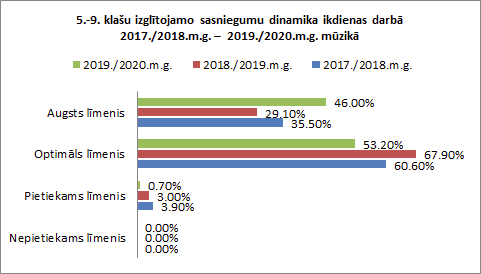 5.-9. klašu izglītojamo sasniegumu dinamika ikdienas darbā
2017./2018.m.g. – 2019./2020.m.g. mūzikā
2019./2020.m.g. 2018./2019.m.g. 2017./2018.m.g.
Augsts līmenis
46.00%
29.10%
35.50%
Optimāls līmenis
53.20%
67.90%
60.60%
Pietiekams līmenis
0.70%
3.00%
3.90%
Nepietiekams līmenis
0.00%
0.00%
0.00%